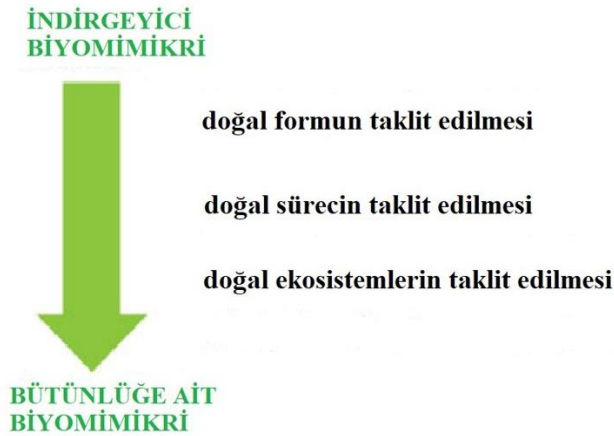 İNDİRGEYİCİ
BİYOMİMİKRİ
doğal formun taklit edilmesi
doğal sürecin taklit edilmesi
doğal ekosistemlerin taklit edilmesi
BÜTÜNLÜĞE AİT
BİYOMİMİKRİ